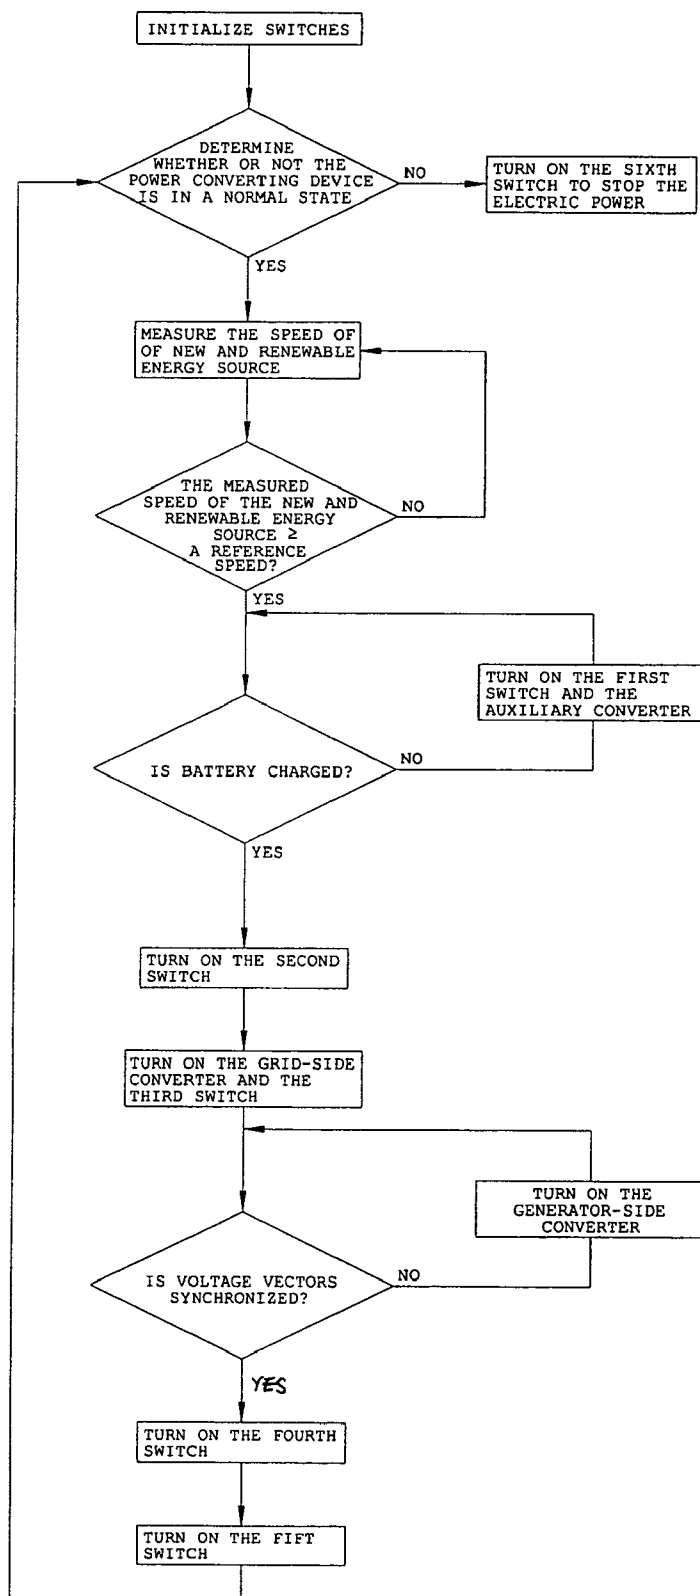 INITIALIZE SWITCHES
DETERMINE
WHETHER OR NOT THE
POWER CONVERTING DEVICE
IS IN A NORMAL STATE
NO
TURN ON THE SIXTH
SWITCH TO STOP THE
ELECTRIC POWER
YES
MEASURE THE SPEED OF
OF NEW AND RENEWABLE
ENERGY SOURCE
THE MEASURED
SPEED OF THE NEW AND
RENEWABLE ENERGY
SOURCE ≥
A REFERENCE
SPEED?
NO
YES
TURN ON THE FIRST
SWITCH AND THE
AUXILIARY CONVERTER
IS BATTERY CHARGED?
NO
YES
TURN ON THE SECOND
SWITCH
TURN ON THE GRID-SIDE
CONVERTER AND THE
THIRD SWITCH
TURN ON THE
GENERATOR-SIDE
CONVERTER
IS VOLTAGE VECTORS
SYNCHRONIZED?
NO
YES
TURN ON THE FOURTH
SWITCH
TURN ON THE FIFT
SWITCH